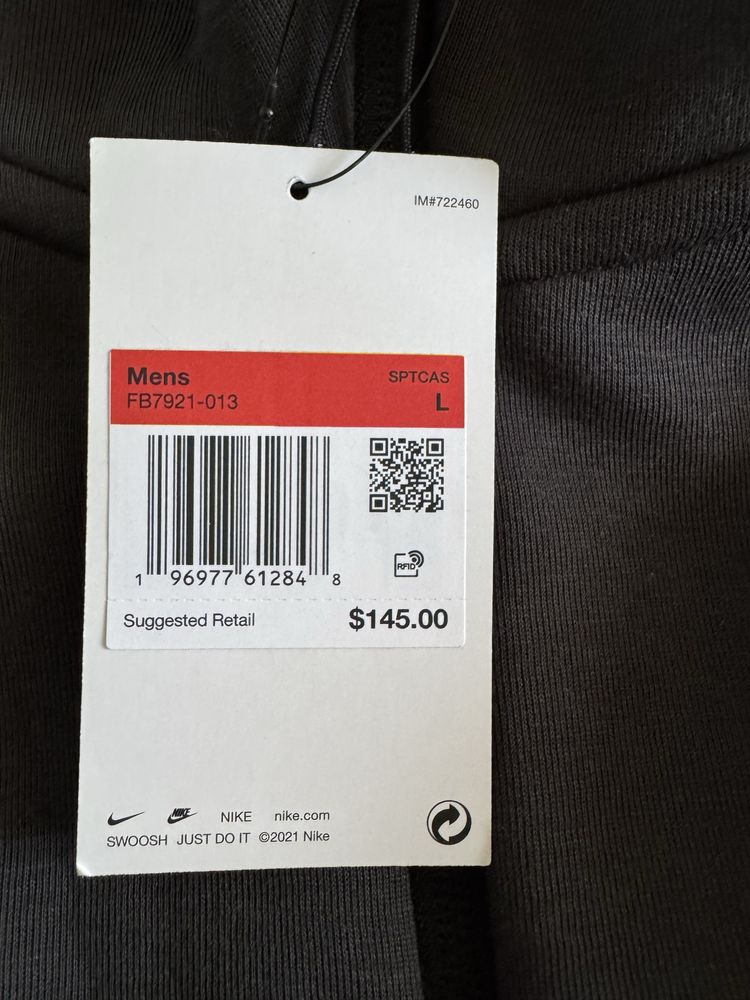 IM#722460
Mens SPTCAS
FB7921-013 L
RFID
1 96977 61284 8
Suggested Retail $145.00
NIKE NIKE nike.com
SWOOSH JUST DO IT ©2021 Nike